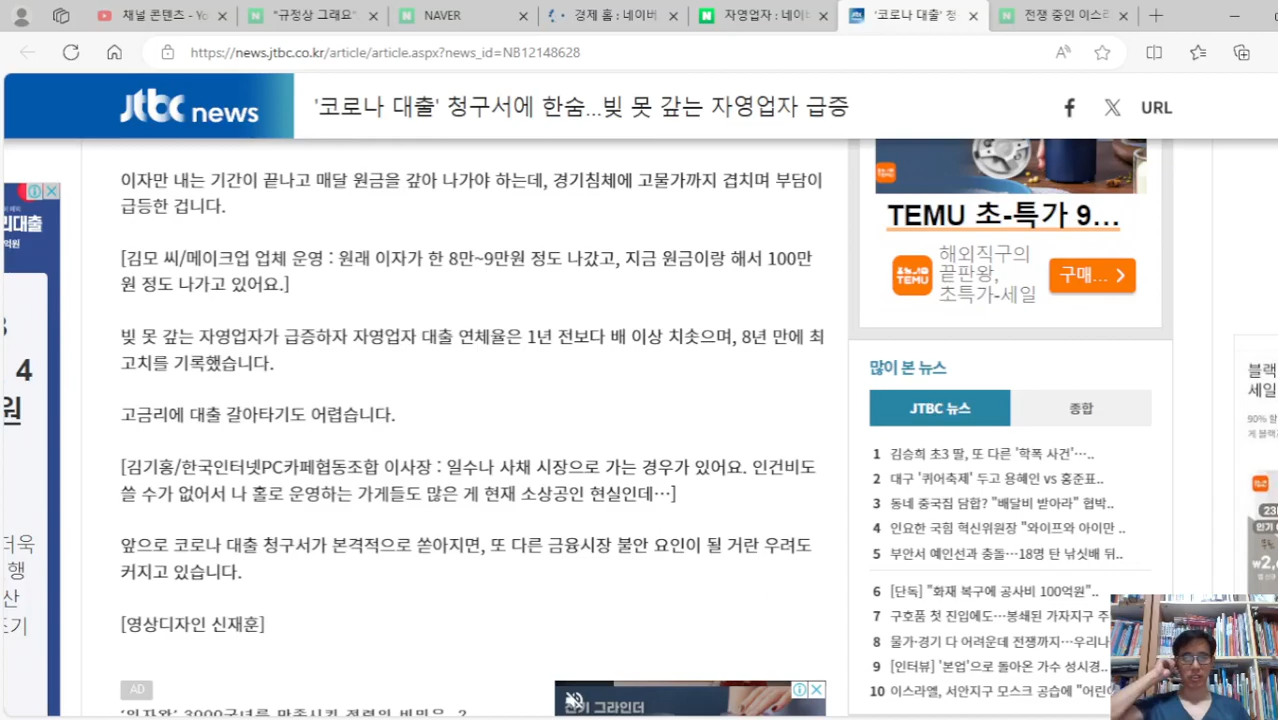 채널 콘텐츠 - Yo
"규정상 그래요"
NAVER
경제 홈 : 네이버
자영업자 : 네이버
'코로나 대출' 청
전쟁 중인 이스라
https://news.jtbc.co.kr/article/article.aspx?news_id=NB12148628
jtbc news
'코로나 대출' 청구서에 한숨…빚 못 갚는 자영업자 급증
URL
이자만 내는 기간이 끝나고 매달 원금을 갚아 나가야 하는데, 경기침체에 고물가까지 겹치며 부담이
급등한 겁니다.
[김모 씨/메이크업 업체 운영 : 원래 이자가 한 8만~9만원 정도 나갔고, 지금 원금이랑 해서 100만
원 정도 나가고 있어요.]
빚 못 갚는 자영업자가 급증하자 자영업자 대출 연체율은 1년 전보다 배 이상 치솟으며, 8년 만에 최
고치를 기록했습니다.
고금리에 대출 갈아타기도 어렵습니다.
[김기홍/한국인터넷PC카페협동조합 이사장 : 일수나 사채 시장으로 가는 경우가 있어요. 인건비도
쓸 수가 없어서 나 홀로 운영하는 가게들도 많은 게 현재 소상공인 현실인데…]
앞으로 코로나 대출 청구서가 본격적으로 쏟아지면, 또 다른 금융시장 불안 요인이 될 거란 우려도
커지고 있습니다.
[영상디자인 신재훈]
AD
TEMU 초-특가 9...
해외직구의
끝판왕,
초특가-세일
TEMU
구매...
많이 본 뉴스
JTBC 뉴스
종합
1 김승희 초3 딸, 또 다른 '학폭 사건'…..
2 대구 '퀴어축제' 두고 용혜인 vs 홍준표..
3 동네 중국집 담합? "배달비 받아라" 협박..
4 인요한 국힘 혁신위원장 "와이프와 아이만 ..
5 부안서 예인선과 충돌…18명 탄 낚싯배 뒤..
6 [단독] "화재 복구에 공사비 100억원"..
7 구호품 첫 진입에도…봉쇄된 가자지구 주
8 물가·경기 다 어려운데 전쟁까지…우리나
9 [인터뷰] '본업'으로 돌아온 가수 성시경..
10 이스라엘, 서안지구 모스크 공습에 "어린
리대출
억원
4
원
더욱
행
산
블랙
세일
전기 그라인더